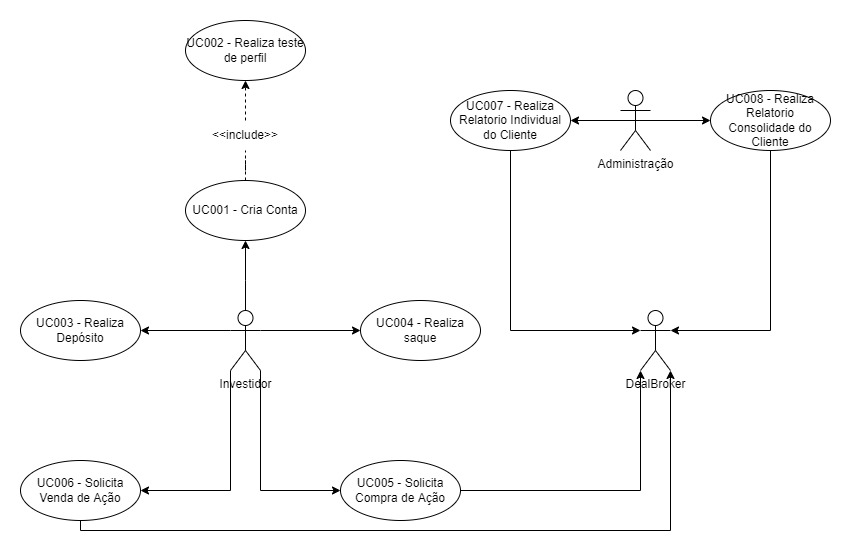 UC002 - Realiza teste
de perfil
<<include>>
UC001 - Cria Conta
UC003 - Realiza
Depósito
UC004 - Realiza
saque
Investidor
UC006 - Solicita
Venda de Ação
UC005 - Solicita
Compra de Ação
UC007 - Realiza
Relatorio Individual
do Cliente
Administração
UC008 - Realiza
Relatorio
Consolidade do
Cliente
DealBroker